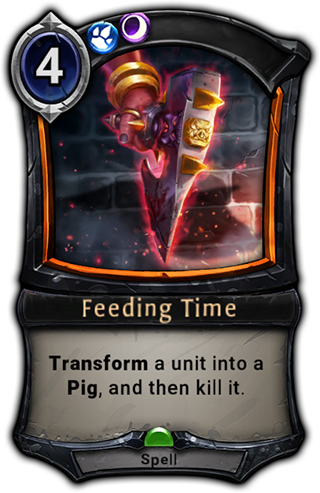 4
Feeding Time
Transform a unit into a
Pig, and then kill it.
Spell